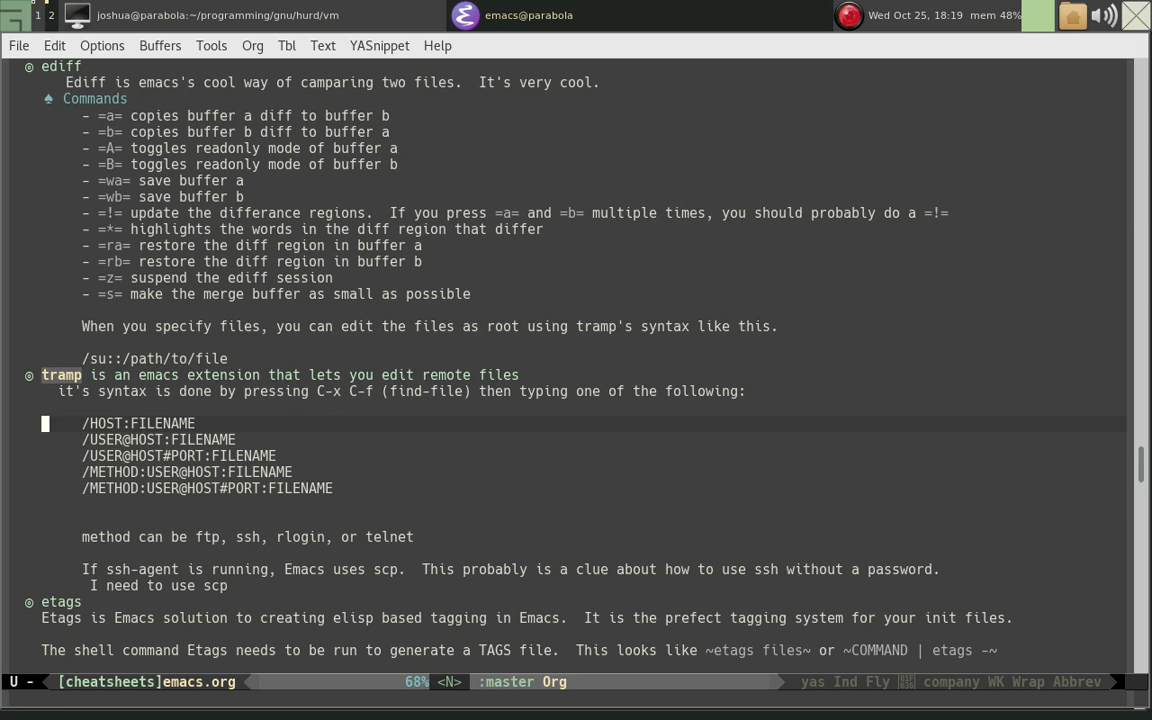 1 2 joshua@parabola:~/programming/gnu/hurd/vm emacs@parabola Wed Oct 25, 18:19 mem 48%
File Edit Options Buffers Tools Org Tbl Text YASnippet Help
◎ ediff
Ediff is emacs's cool way of camparing two files.  It's very cool.
♠ Commands
- =a= copies buffer a diff to buffer b
- =b= copies buffer b diff to buffer a
- =A= toggles readonly mode of buffer a
- =B= toggles readonly mode of buffer b
- =wa= save buffer a
- =wb= save buffer b
- =!= update the differance regions.  If you press =a= and =b= multiple times, you should probably do a =!=
- =*= highlights the words in the diff region that differ
- =ra= restore the diff region in buffer a
- =rb= restore the diff region in buffer b
- =z= suspend the ediff session
- =s= make the merge buffer as small as possible
When you specify files, you can edit the files as root using tramp's syntax like this.
/su::/path/to/file
◎ tramp is an emacs extension that lets you edit remote files
it's syntax is done by pressing C-x C-f (find-file) then typing one of the following:
/HOST:FILENAME
/USER@HOST:FILENAME
/USER@HOST#PORT:FILENAME
/METHOD:USER@HOST:FILENAME
/METHOD:USER@HOST#PORT:FILENAME
method can be ftp, ssh, rlogin, or telnet
If ssh-agent is running, Emacs uses scp.  This probably is a clue about how to use ssh without a password.
I need to use scp
◎ etags
Etags is Emacs solution to creating elisp based tagging in Emacs.  It is the prefect tagging system for your init files.
The shell command Etags needs to be run to generate a TAGS file.  This looks like ~etags files~ or ~COMMAND | etags -~
U - [cheatsheets]emacs.org 68% <N> :master Org yas Ind Fly company WK Wrap Abbrev